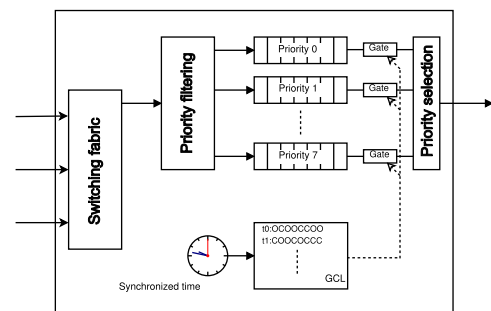 Switching fabric
Priority filtering
Priority 0
Gate
Priority 1
Gate
Priority 7
Gate
Priority selection
t0:OCOOCCOO
t1:COOCOCCC
GCL
Synchronized time